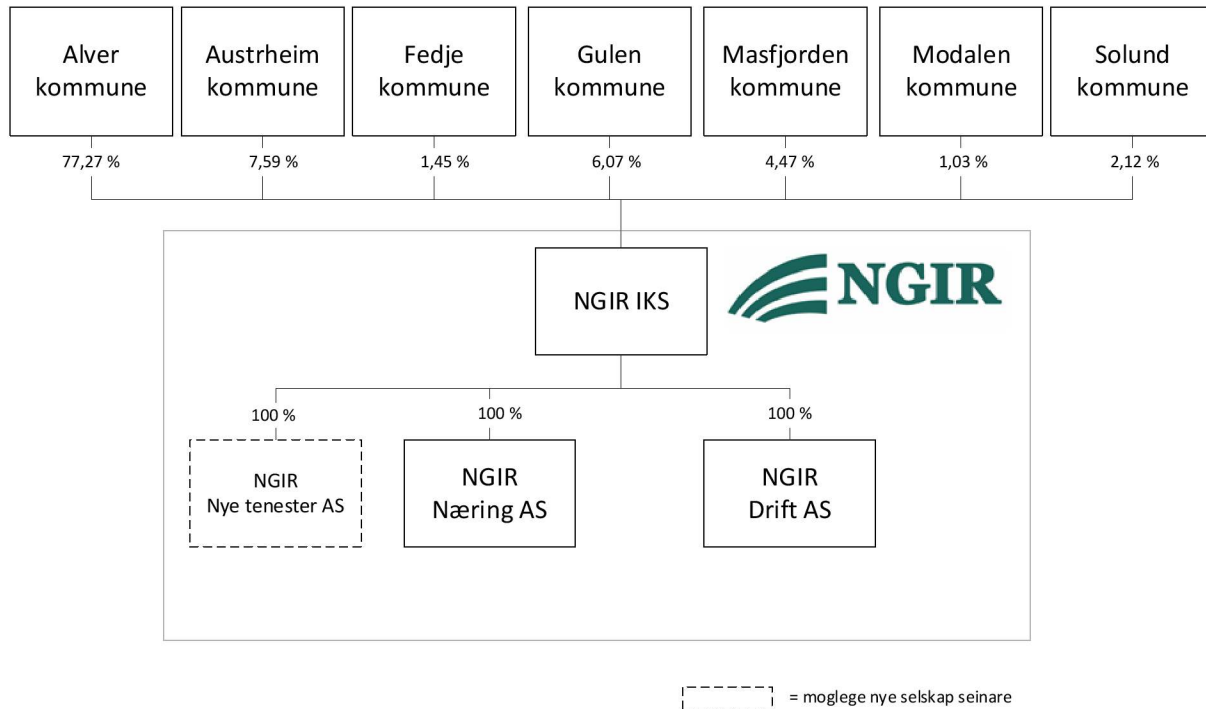 Alver
kommune
Austrheim
kommune
Fedje
kommune
Gulen
kommune
Masfjorden
kommune
Modalen
kommune
Solund
kommune
77,27 %
7,59 %
1,45 %
6,07 %
4,47 %
1,03 %
2,12 %
NGIR IKS
NGIR
100 %
100 %
100 %
NGIR
Nye tenester AS
NGIR
Næring AS
NGIR
Drift AS
= moglege nye selskap seinare